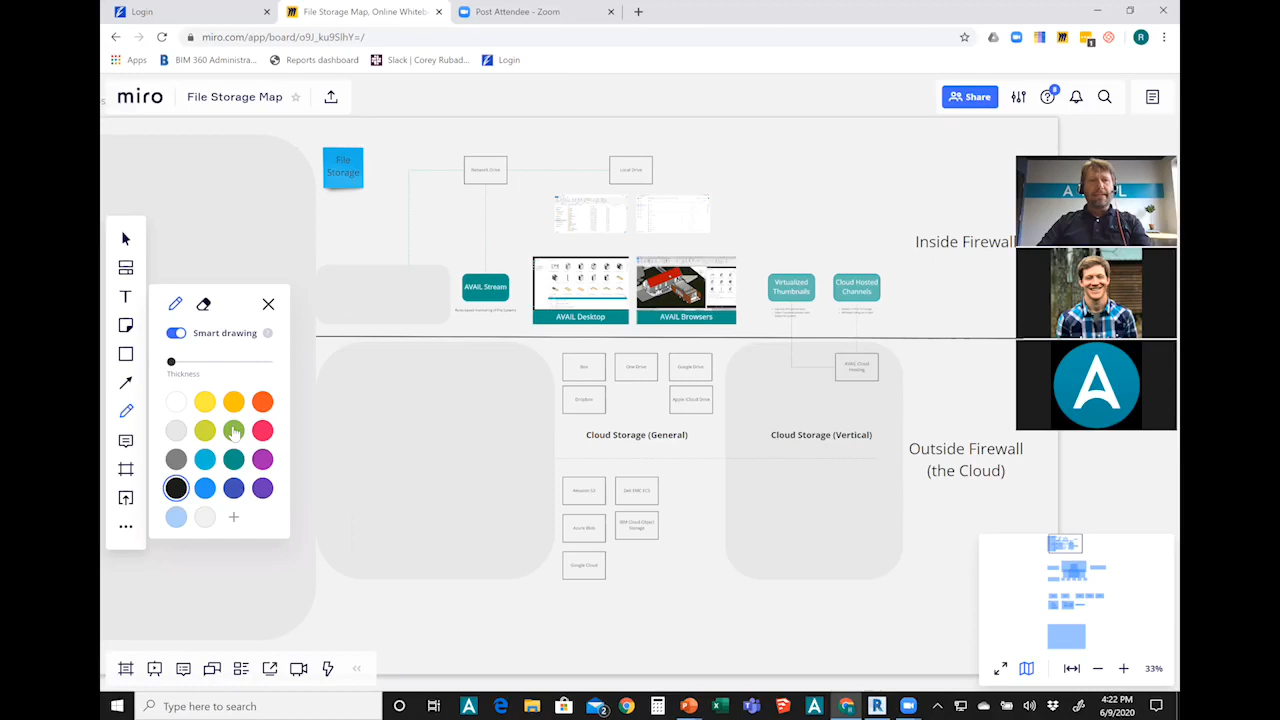 Login
File Storage Map, Online Whiteb
Post Attendee - Zoom
miro.com/app/board/o9J_ku9SlhY=/
Apps
BIM 360 Administra...
Reports dashboard
Slack | Corey Rubad...
Login
miro
File Storage Map
Share
8
1
File
Storage
Network Drive
Local Drive
Inside Firewall
AVAIL
AVAIL Stream
AVAIL Desktop
AVAIL Browsers
Virtualized
Thumbnails
Cloud Hosted
Channels
Smart drawing
Thickness
Box
One Drive
Google Drive
AVAIL Cloud
Hosting
Dropbox
Apple iCloud Drive
Cloud Storage (General)
Cloud Storage (Vertical)
Outside Firewall
(the Cloud)
Amazon S3
Dell EMC ECS
Azure Blob
IBM Cloud Object
Storage
Google Cloud
33%
Type here to search
2
4:22 PM
6/9/2020